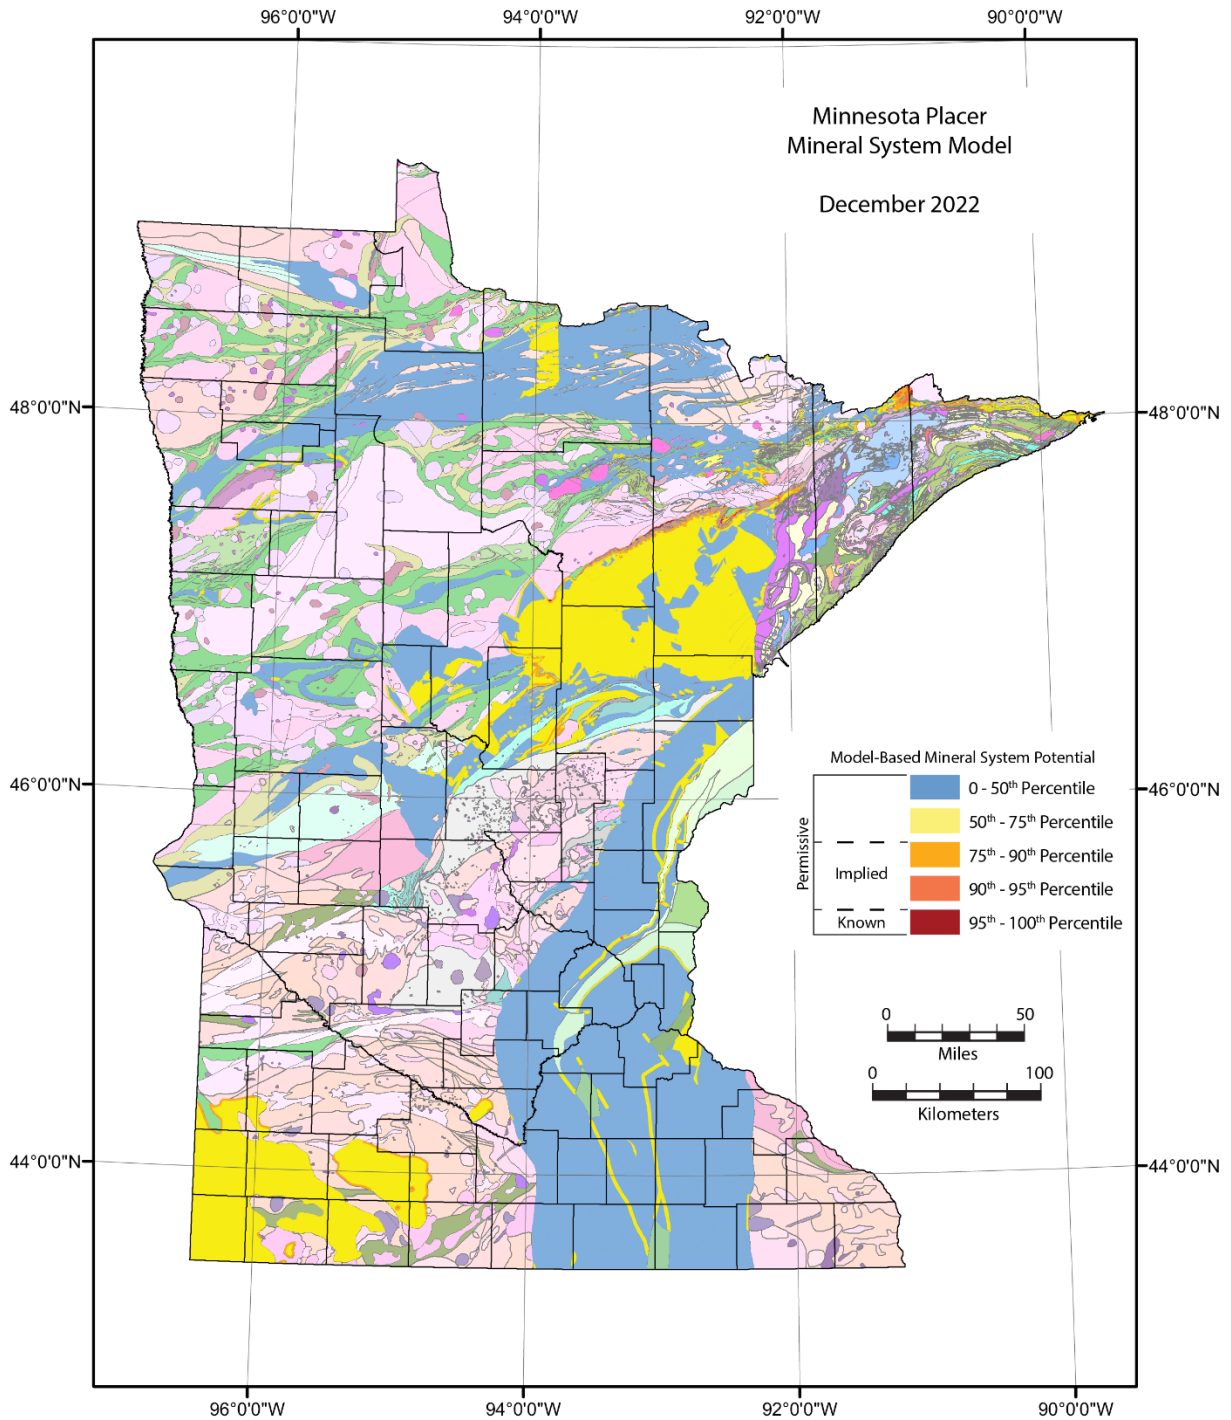 96°0'0"W 94°0'0"W 92°0'0"W 90°0'0"W
Minnesota Placer
Mineral System Model
December 2022
48°0'0"N 48°0'0"N
Model-Based Mineral System Potential
Permissive
0 - 50th Percentile
50th - 75th Percentile
75th - 90th Percentile
Implied
90th - 95th Percentile
Known
95th - 100th Percentile
46°0'0"N 46°0'0"N
0 50
Miles
0 100
Kilometers
44°0'0"N 44°0'0"N
96°0'0"W 94°0'0"W 92°0'0"W 90°0'0"W